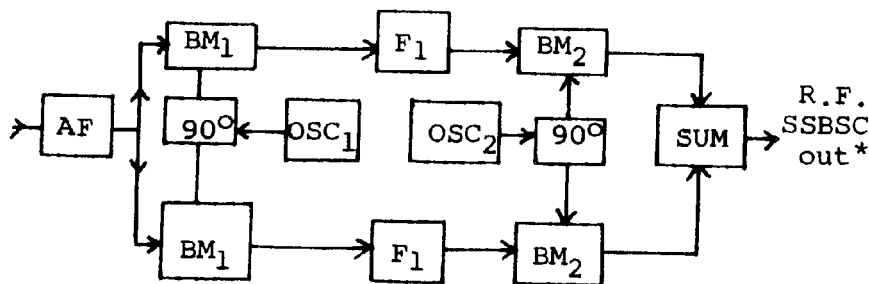 BM₁
F₁
BM₂
R.F.
SSBSC
out*
AF
90°
OSC₁
OSC₂
90°
SUM
BM₁
F₁
BM₂